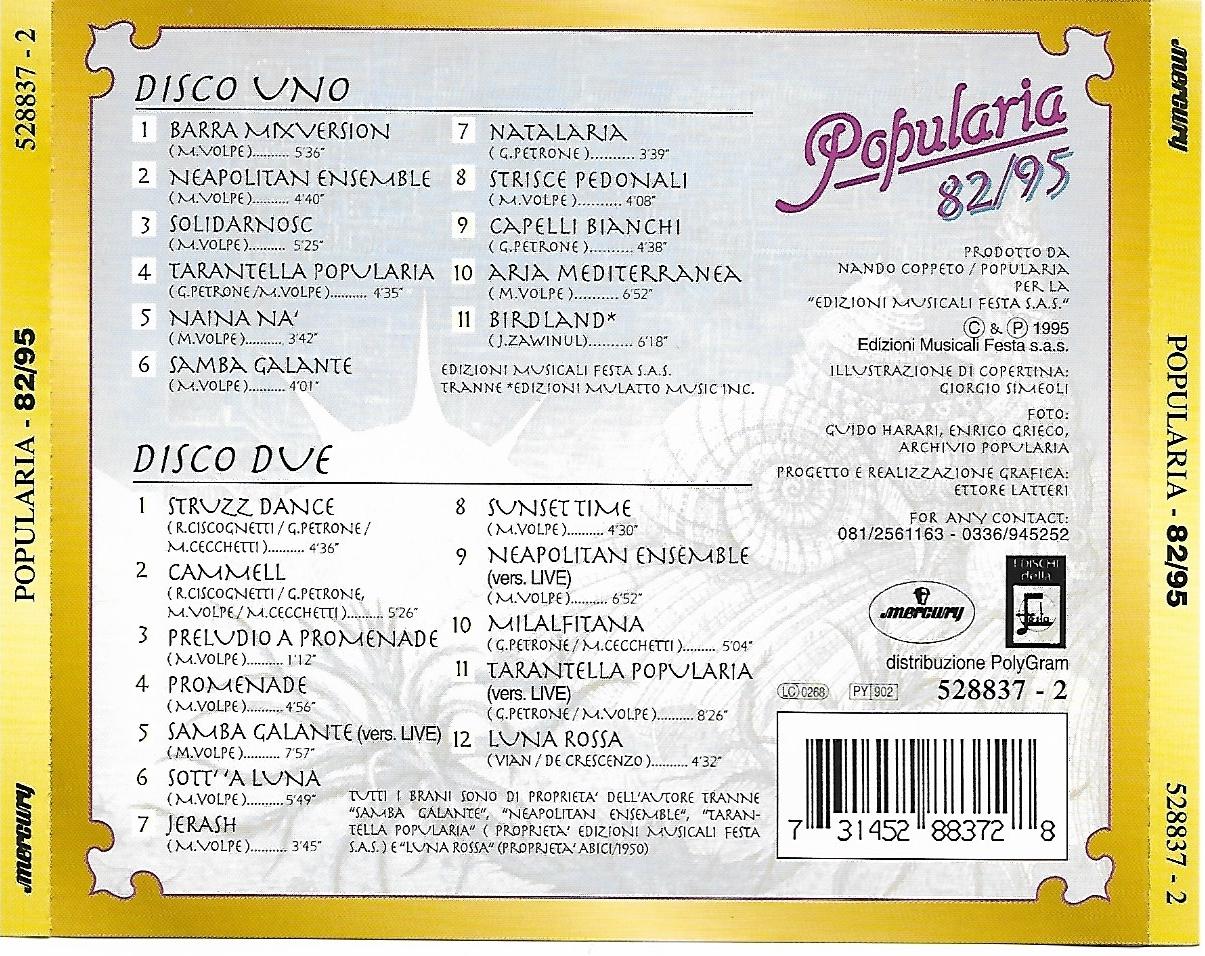 528837 - 2
POPULARIA - 82/95
mercury
DISCO UNO
1 BARRA MIXVERSION
(M.VOLPE).......... 5'36"
2 NEAPOLITAN ENSEMBLE
(M.VOLPE).......... 4'40"
3 SOLIDARNOSC
(M.VOLPE).......... 5'25"
4 TARANTELLA POPULARIA
(G.PETRONE/M.VOLPE).......... 4'35"
5 NAINA NA'
(M.VOLPE).......... 3'42"
6 SAMBA GALANTE
(M.VOLPE).......... 4'01"
7 NATALARIA
(G.PETRONE).......... 3'39"
8 STRISCE PEDONALI
(M.VOLPE).......... 4'08"
9 CAPELLI BIANCHI
(G.PETRONE).......... 4'38"
10 ARIA MEDITERRANEA
(M.VOLPE).......... 6'52"
11 BIRDLAND*
(J.ZAWINUL).......... 6'18"
EDIZIONI MUSICALI FESTA S.A.S.
TRANNE *EDIZIONI MULATTO MUSIC INC.
DISCO DUE
1 STRUZZ DANCE
(R.CISCOGNETTI / G.PETRONE /
M.CECCHETTI).......... 4'36"
2 CAMMELL
(R.CISCOGNETTI / G.PETRONE,
M.VOLPE/M.CECCHETTI).......... 5'26"
3 PRELUDIO A PROMENADE
(M.VOLPE).......... 1'12"
4 PROMENADE
(M.VOLPE)..........4'56"
5 SAMBA GALANTE (vers. LIVE)
(M.VOLPE).......... 7'57"
6 SOTT' 'A LUNA
(M.VOLPE)..........5'49"
7 JERASH
(M.VOLPE).......... 3'45"
8 SUNSET TIME
(M.VOLPE).......... 4'30"
9 NEAPOLITAN ENSEMBLE
(vers. LIVE)
(M.VOLPE).......... 6'52"
10 MILALFITANA
(G.PETRONE/M.CECCHETTI).......... 5'04"
11 TARANTELLA POPULARIA
(vers. LIVE)
(G.PETRONE/M.VOLPE).......... 8'26"
12 LUNA ROSSA
(VIAN / DE CRESCENZO).......... 4'32"
TUTTI I BRANI SONO DI PROPRIETA' DELL'AUTORE TRANNE
"SAMBA GALANTE", "NEAPOLITAN ENSEMBLE", "TARAN-
TELLA POPULARIA" ( PROPRIETA' EDIZIONI MUSICALI FESTA
S.A.S.) E "LUNA ROSSA" (PROPRIETA' ABICI/1950)
Popularia
82/95
PRODOTTO DA
NANDO COPPETO / POPULARIA
PER LA
"EDIZIONI MUSICALI FESTA S.A.S."
© & ℗ 1995
Edizioni Musicali Festa s.a.s.
ILLUSTRAZIONE DI COPERTINA:
GIORGIO SIMEOLI
FOTO:
GUIDO HARARI, ENRICO GRIECO,
ARCHIVIO POPULARIA
PROGETTO E REALIZZAZIONE GRAFICA:
ETTORE LATTERI
FOR ANY CONTACT:
081/2561163 - 0336/945252
mercury
I DISCHI
della
distribuzione PolyGram
LC 0268 PY 902 528837 - 2
7 31452 88372 8
mercury
POPULARIA - 82/95
528837 - 2